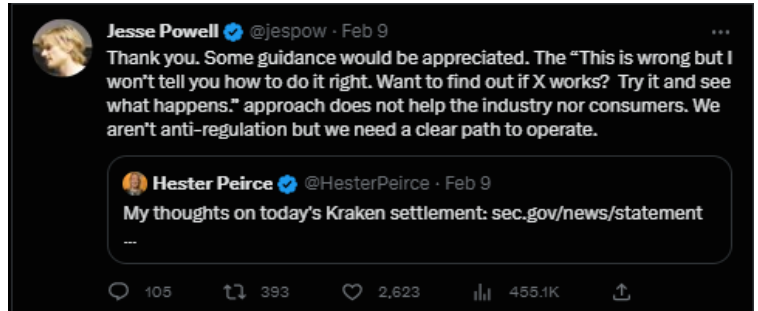 Jesse Powell @jespow · Feb 9
Thank you. Some guidance would be appreciated. The “This is wrong but I
won't tell you how to do it right. Want to find out if X works? Try it and see
what happens.” approach does not help the industry nor consumers. We
aren't anti-regulation but we need a clear path to operate.
Hester Peirce @HesterPeirce · Feb 9
My thoughts on today's Kraken settlement: sec.gov/news/statement
...
105 393 2,623 455.1K